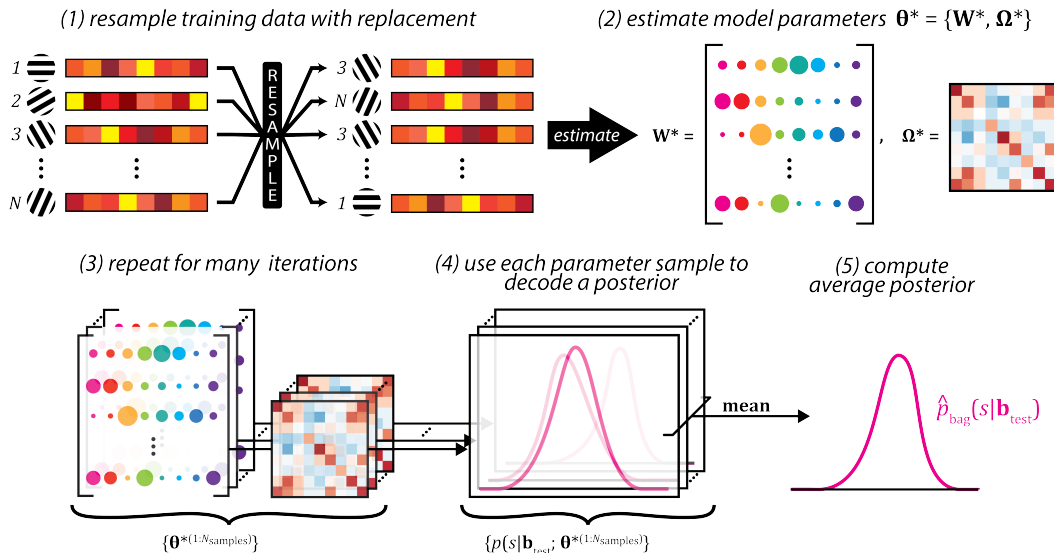 (1) resample training data with replacement
(2) estimate model parameters θ* = {W*, Ω*}
1
2
3
N
RESAMPLE
3
N
3
1
estimate
W* =
,
Ω* =
(3) repeat for many iterations
(4) use each parameter sample to
decode a posterior
(5) compute
average posterior
mean
p̂bag(s|btest)
{θ*(1:Nsamples)}
{p(s|btest; θ*(1:Nsamples)}